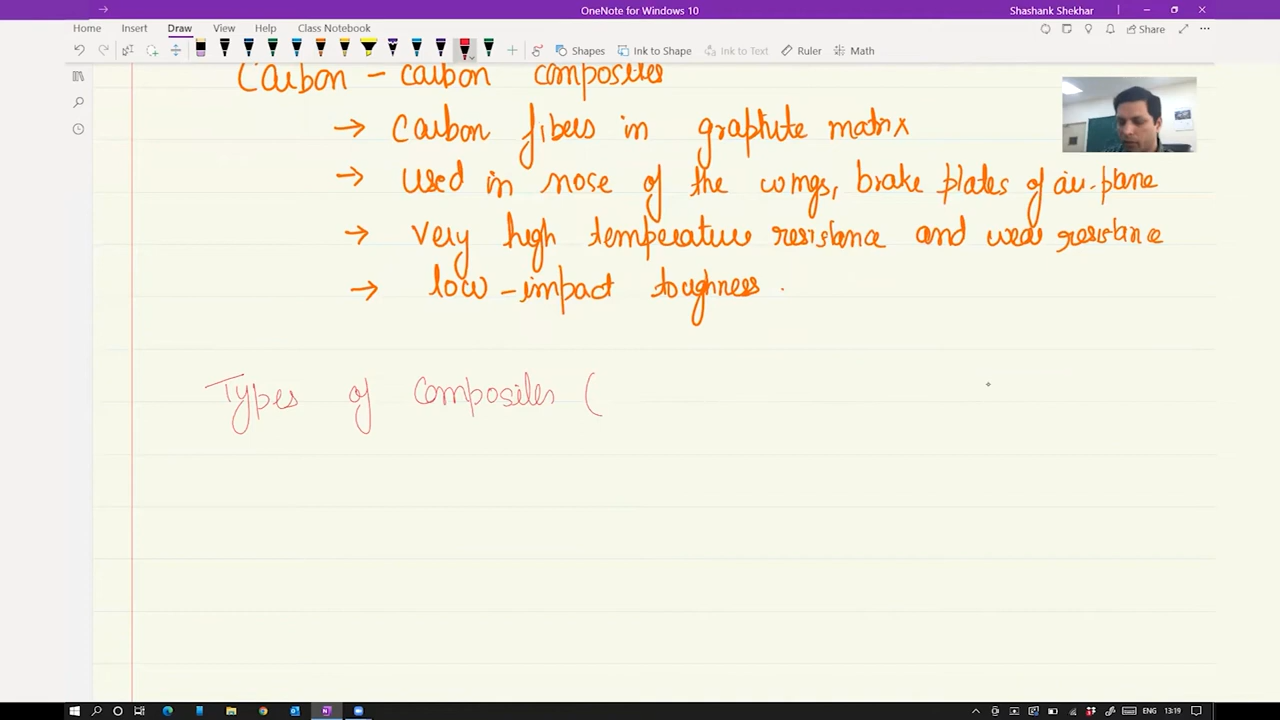 OneNote for Windows 10
Shashank Shekhar
Home Insert Draw View Help Class Notebook
Share
Shapes Ink to Shape Ink to Text Ruler Math
Carbon - carbon composites
→ Carbon fibers in graphite matrix
→ used in nose of the wings, brake plates of air-plane
→ very high temperature resistance and wear resistance
→ low-impact toughness.
Types of Composites (
ENG 13:19